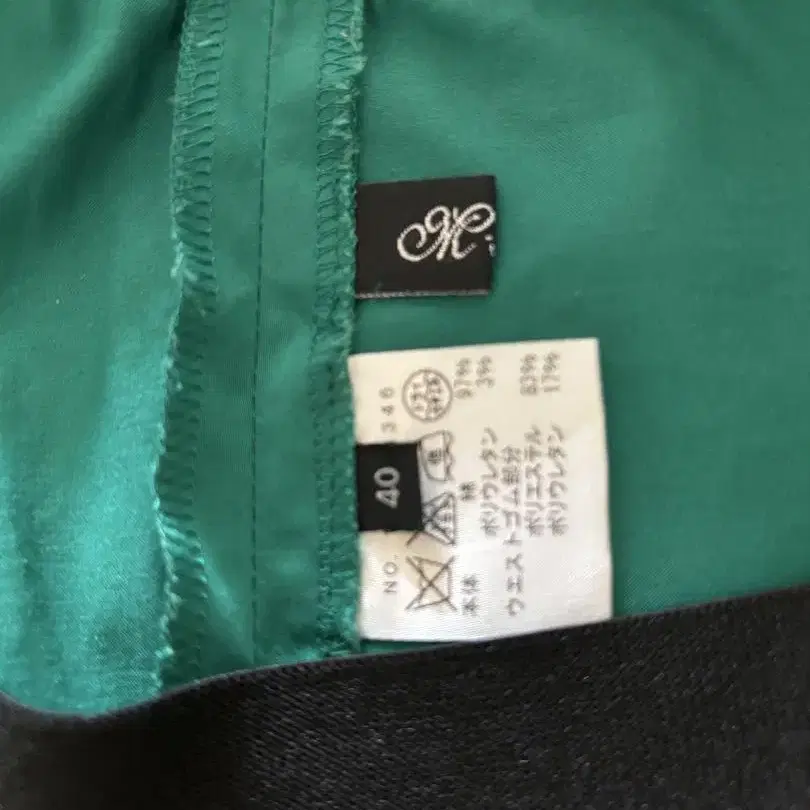 40
NO. 346
本体 綿 97%
ポリウレタン 3%
ウエストゴム部分
ポリエステル 83%
ポリウレタン 17%